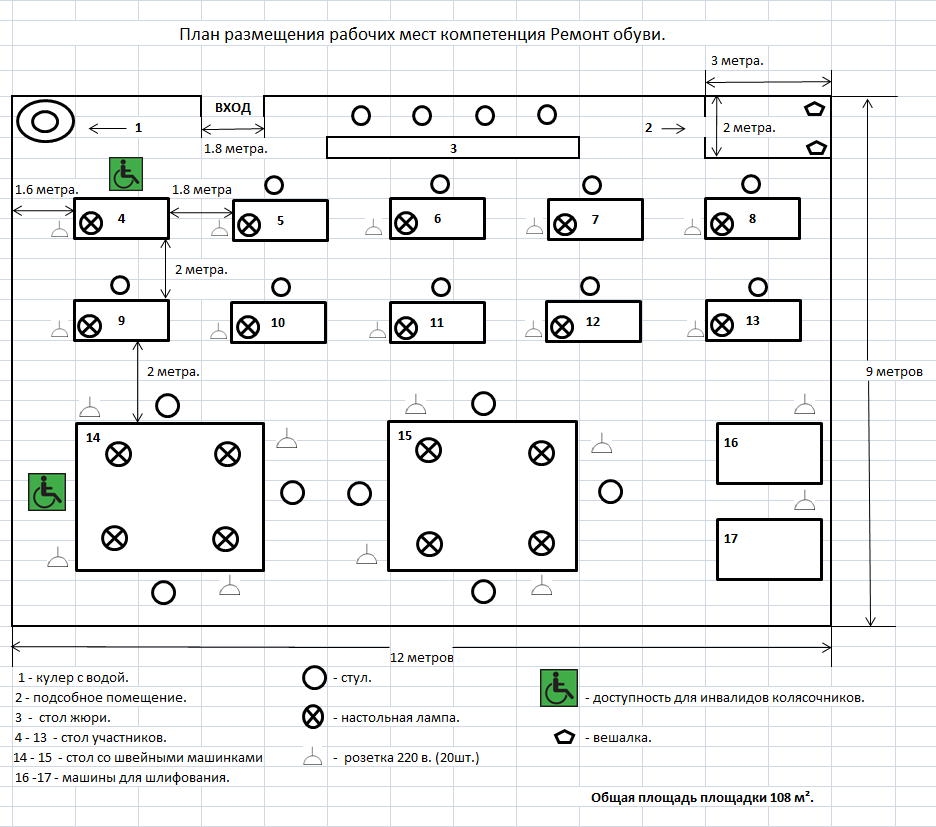 План размещения рабочих мест компетенция Ремонт обуви.
3 метра.
ВХОД
1
2
2 метра.
1.8 метра.
3
1.6 метра.
1.8 метра
4
5
6
7
8
2 метра.
9
10
11
12
13
2 метра.
9 метров
14
15
16
17
12 метров
1 - кулер с водой.
- стул.
2 - подсобное помещение.
- доступность для инвалидов колясочников.
3 - стол жюри.
- настольная лампа.
4 - 13 - стол участников.
- вешалка.
14 - 15 - стол со швейными машинками
- розетка 220 в. (20шт.)
16 -17 - машины для шлифования.
Общая площадь площадки 108 м².